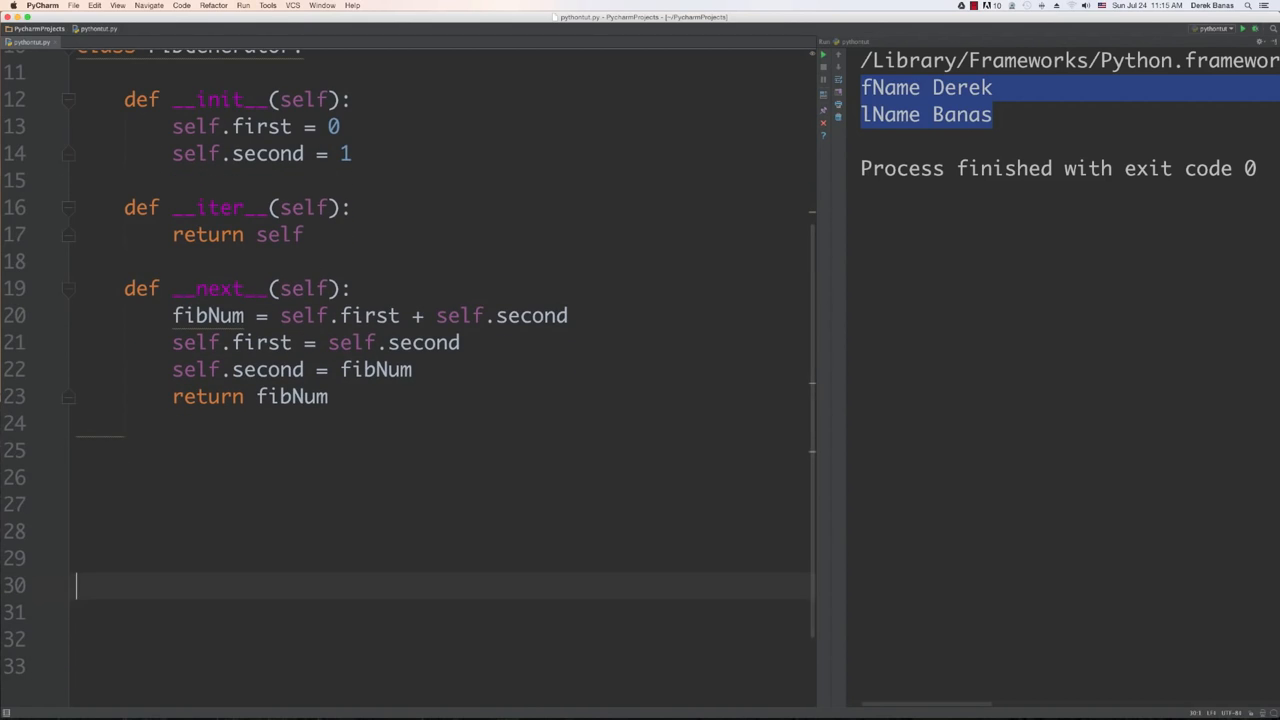 PyCharm File Edit View Navigate Code Refactor Run Tools VCS Window Help
10 Sun Jul 24 11:15 AM Derek Banas
pythontut.py - PycharmProjects - [~/PycharmProjects]
PycharmProjects pythontut.py
pythontut
pythontut.py
Run: pythontut
11
12 def __init__(self):
13 self.first = 0
14 self.second = 1
15
16 def __iter__(self):
17 return self
18
19 def __next__(self):
20 fibNum = self.first + self.second
21 self.first = self.second
22 self.second = fibNum
23 return fibNum
24
25
26
27
28
29
30
31
32
33
/Library/Frameworks/Python.framewor
fName Derek
lName Banas
Process finished with exit code 0
30:1 LF÷ UTF-8÷